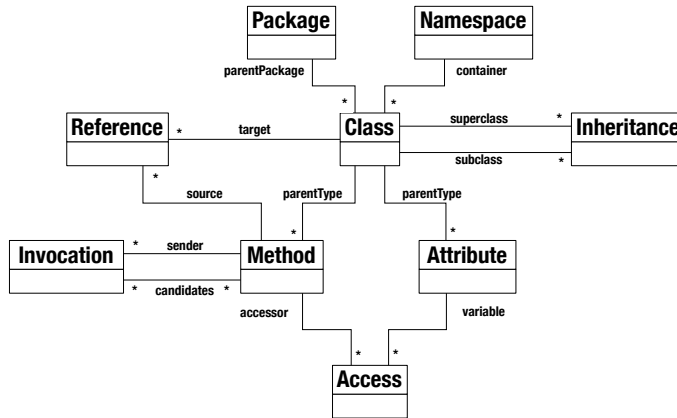 Package
Namespace
parentPackage
container
*
*
Reference
*
target
Class
superclass
*
Inheritance
subclass
*
*
source
parentType
parentType
*
*
Invocation
*
sender
Method
Attribute
*
candidates
*
accessor
variable
*
*
Access